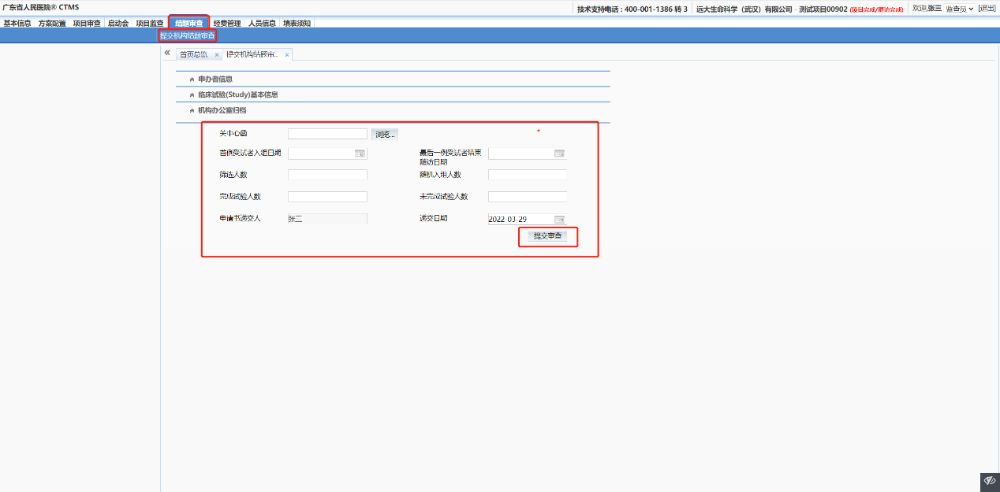 广东省人民医院® CTMS
技术支持电话：400-001-1386 转 3 远大生命科学（武汉）有限公司 - 测试项目00902 (项目完成/随访完成) 欢迎,张三 监查员 [退出]
基本信息 方案配置 项目审查 启动会 项目监查 结题审查 经费管理 人员信息 填表须知
提交机构结题审查
« 首页总览 × 提交机构结题审.. ×
申办者信息
临床试验(Study)基本信息
机构办公室归档
关中心函 浏览... *
首例受试者入组日期 最后一例受试者结束
随访日期
筛选人数 随机入组人数
完成试验人数 未完成试验人数
申请书递交人 张三 递交日期 2022-03-29
提交审查